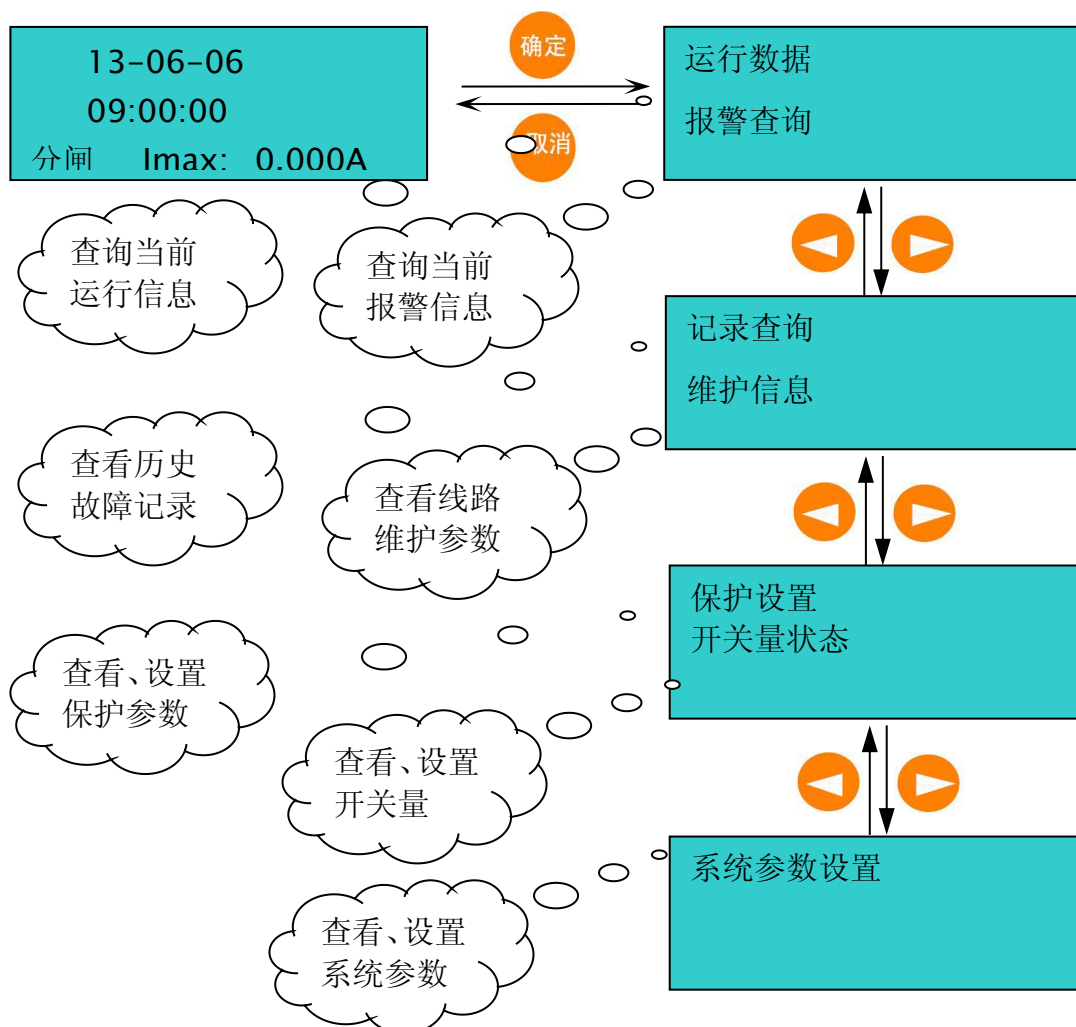 13-06-06
09:00:00
分闸 Imax: 0.000A
确定
取消
运行数据
报警查询
查询当前
运行信息
查询当前
报警信息
记录查询
维护信息
查看历史
故障记录
查看线路
维护参数
保护设置
开关量状态
查看、设置
保护参数
查看、设置
开关量
系统参数设置
查看、设置
系统参数